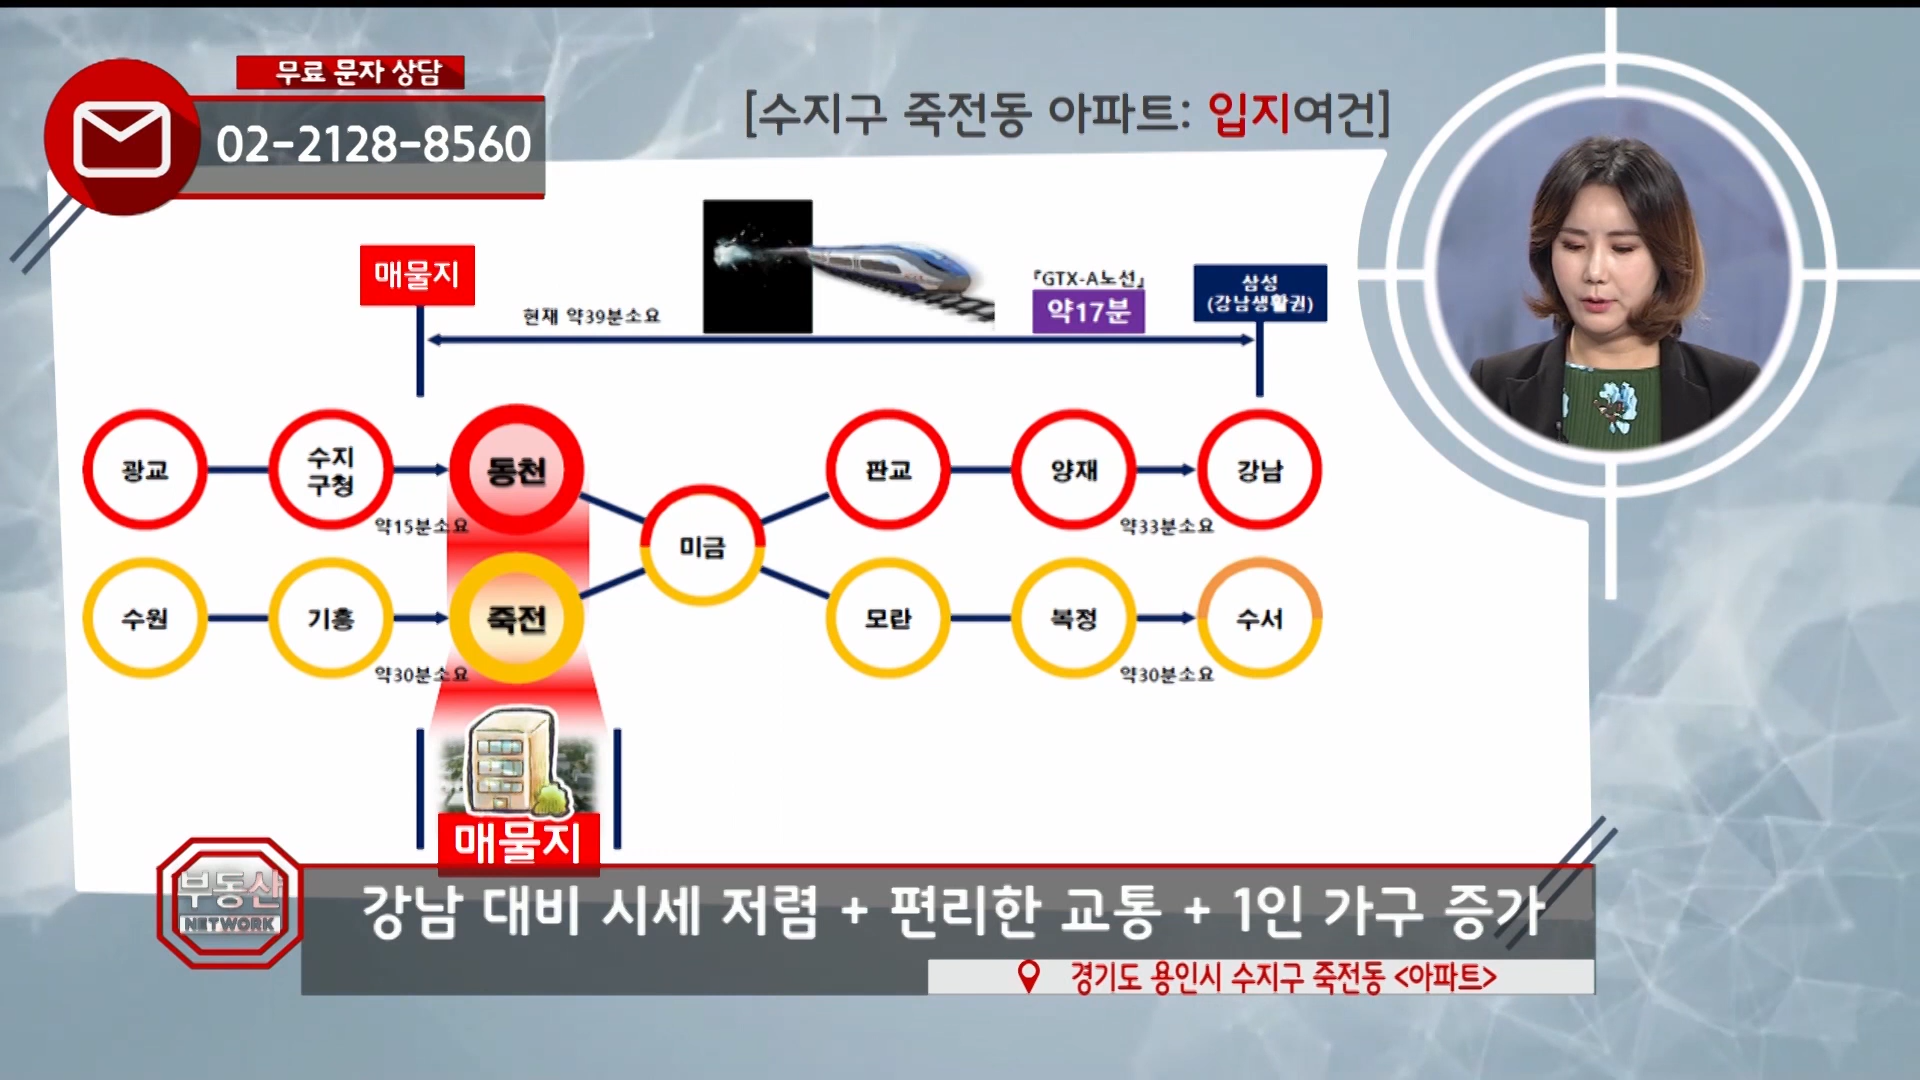 무료 문자 상담
02-2128-8560
[수지구 죽전동 아파트: 입지여건]
매물지
현재 약39분소요
『GTX-A노선』
약17분
삼성
(강남생활권)
광교
수지
구청
동천
판교
양재
강남
약15분소요
약33분소요
미금
수원
기흥
죽전
모란
복정
수서
약30분소요
약30분소요
매물지
부동산
NETWORK
강남 대비 시세 저렴 + 편리한 교통 + 1인 가구 증가
경기도 용인시 수지구 죽전동 <아파트>